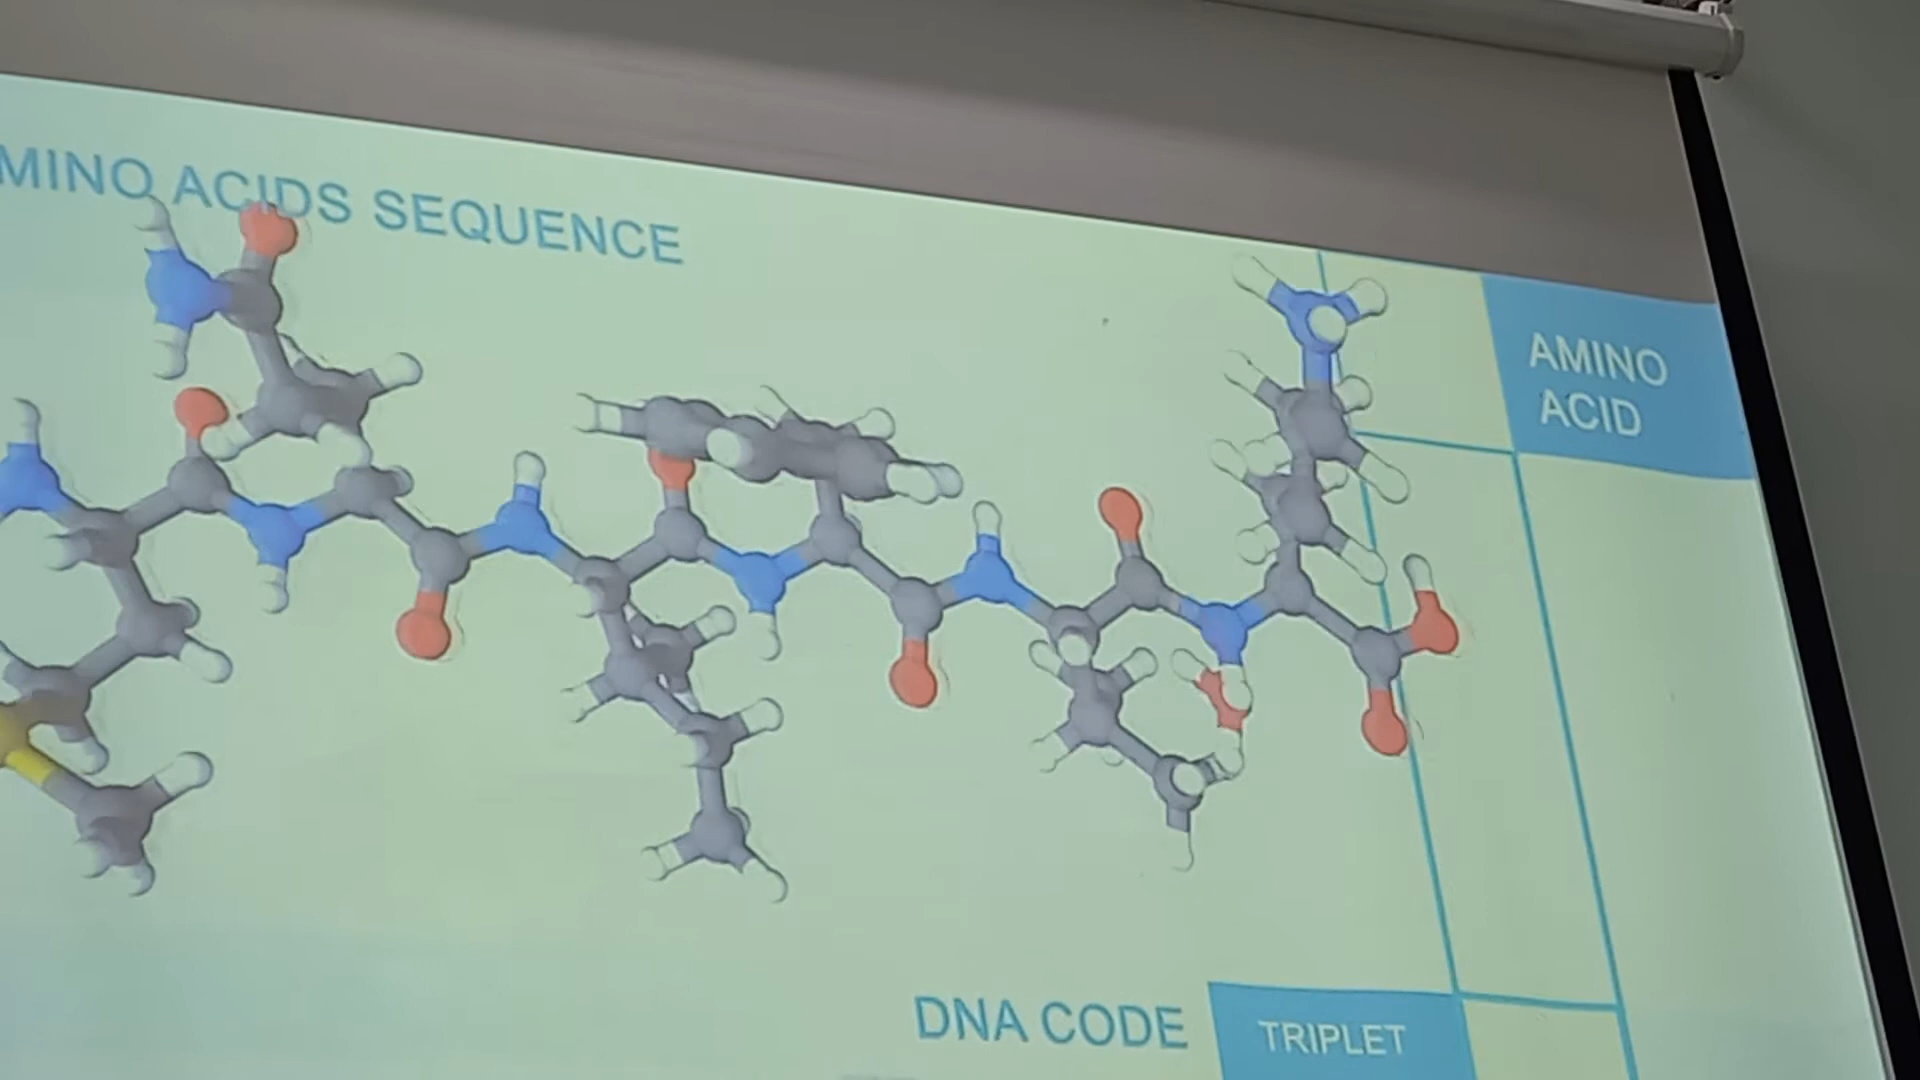 MINO ACIDS SEQUENCE
AMINO
ACID
DNA CODE
TRIPLET